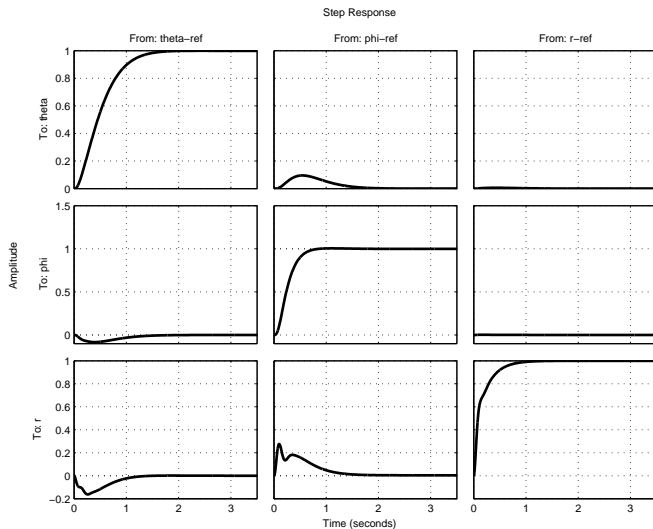 Step Response
From: theta−ref
From: phi−ref
From: r−ref
Amplitude
To: theta
1
0.8
0.6
0.4
0.2
0
To: phi
1.5
1
0.5
0
To: r
1
0.8
0.6
0.4
0.2
0
−0.2
0 1 2 3
0 1 2 3
0 1 2 3
Time (seconds)